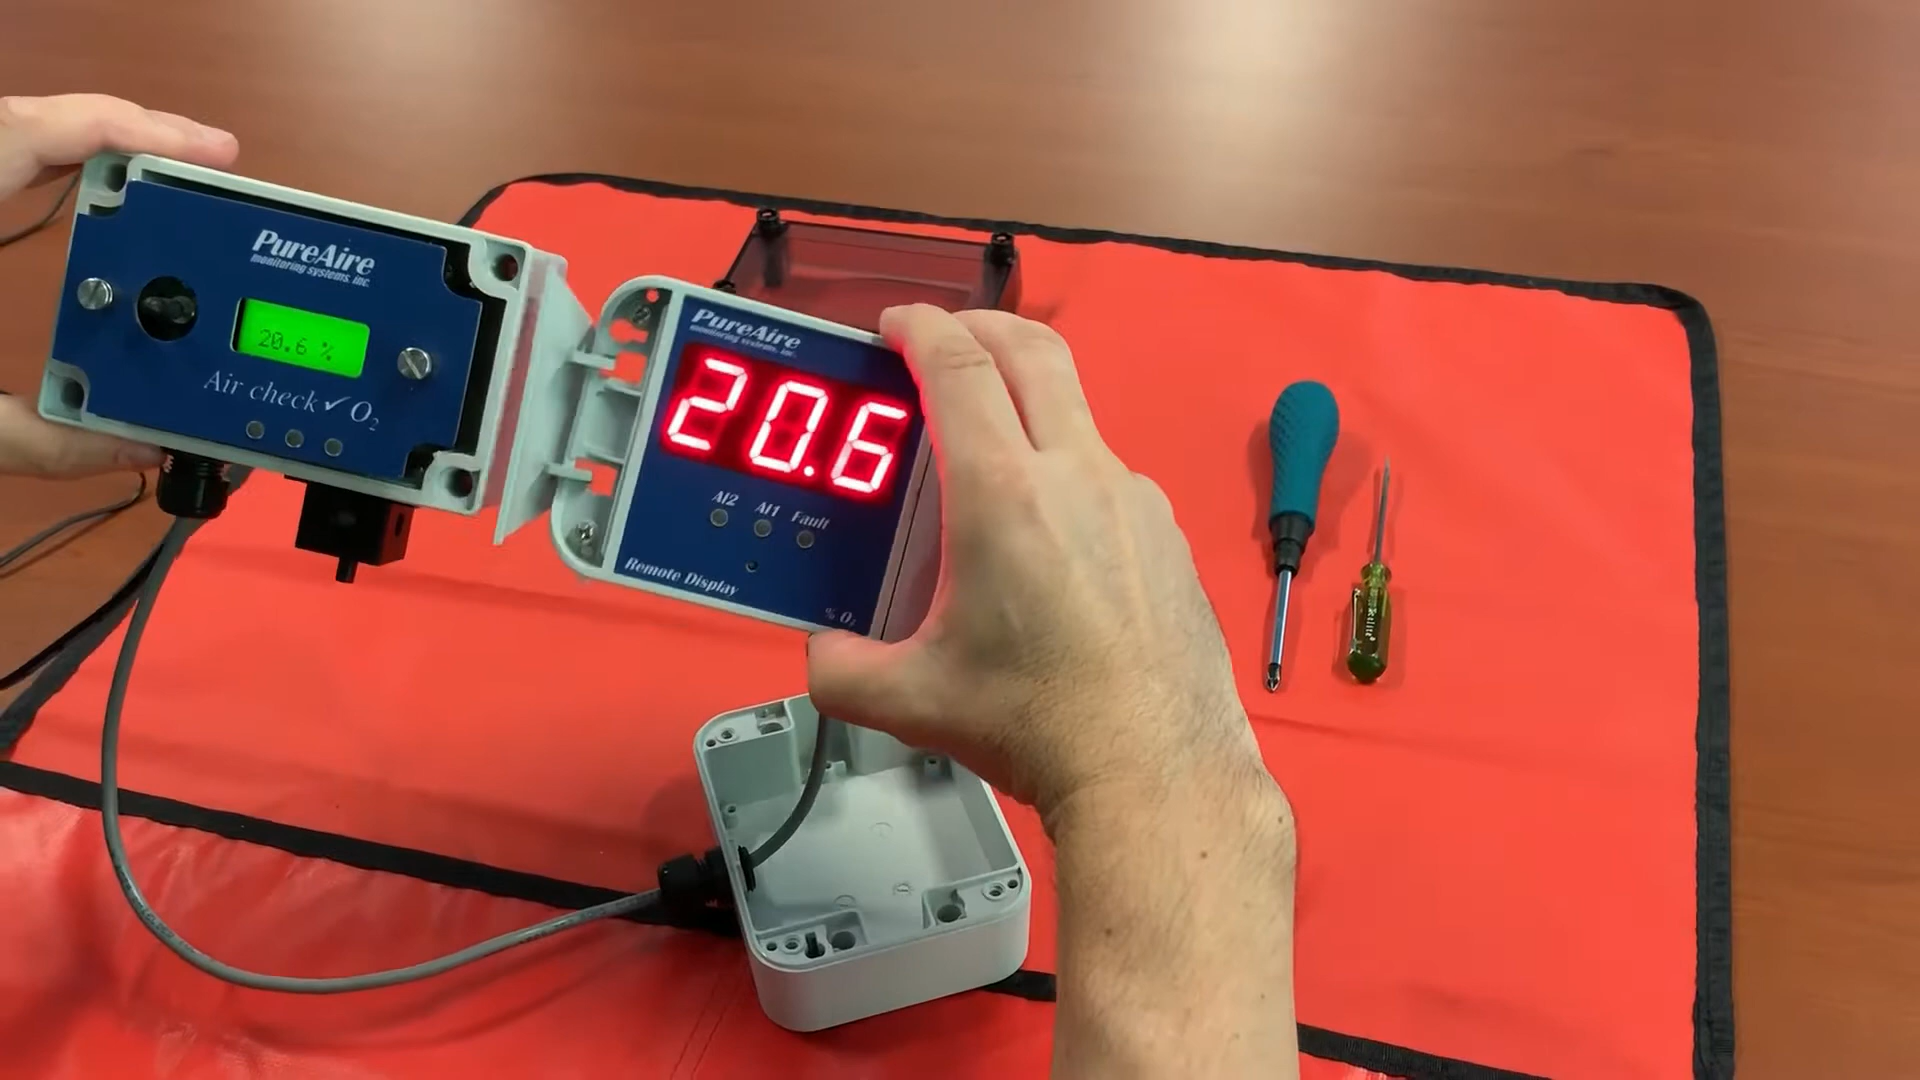 PureAire
monitoring systems, inc.
20.6 %
Air check✓ O₂
PureAire
monitoring systems, inc.
20.6
Al2 Al1 Fault
Remote Display
% O₂